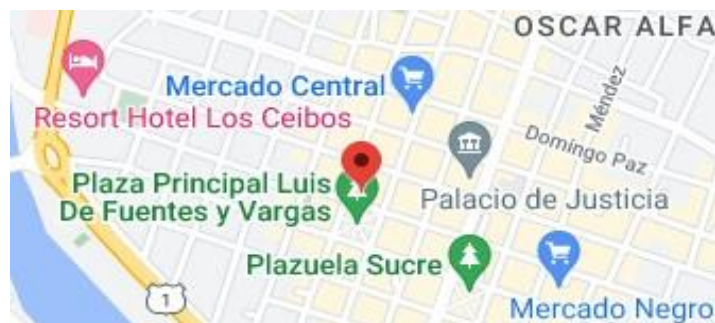 OSCAR ALFA
Mercado Central
Méndez
Resort Hotel Los Ceibos
Domingo Paz
Plaza Principal Luis
De Fuentes y Vargas
Palacio de Justicia
Plazuela Sucre
1
Mercado Negro